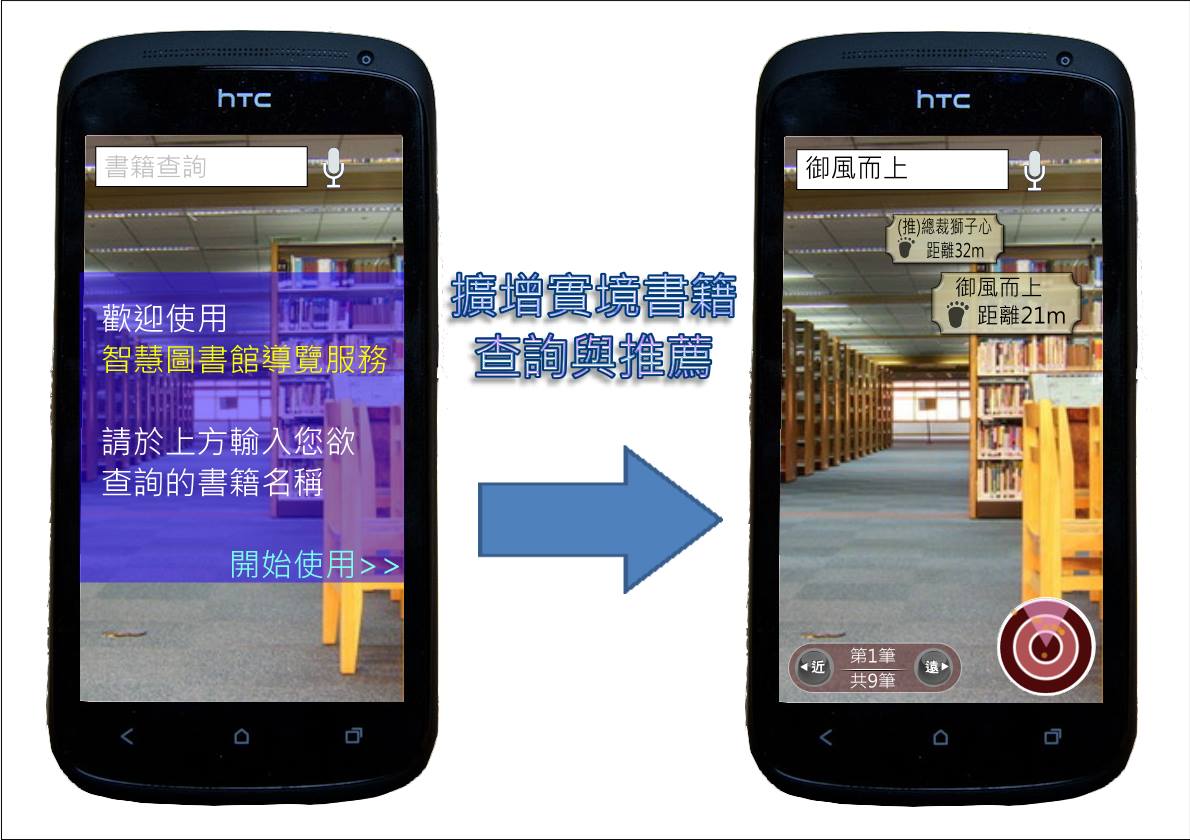 hTC
書籍查詢
歡迎使用
智慧圖書館導覽服務
請於上方輸入您欲
查詢的書籍名稱
開始使用>>
擴增實境書籍
查詢與推薦
hTC
御風而上
(推)總裁獅子心
距離32m
御風而上
距離21m
◀近
第1筆
共9筆
遠▶